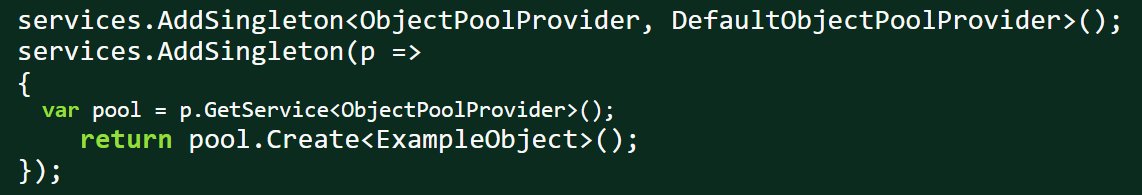 services.AddSingleton<ObjectPoolProvider, DefaultObjectPoolProvider>();
services.AddSingleton(p =>
{
var pool = p.GetService<ObjectPoolProvider>();
return pool.Create<ExampleObject>();
});